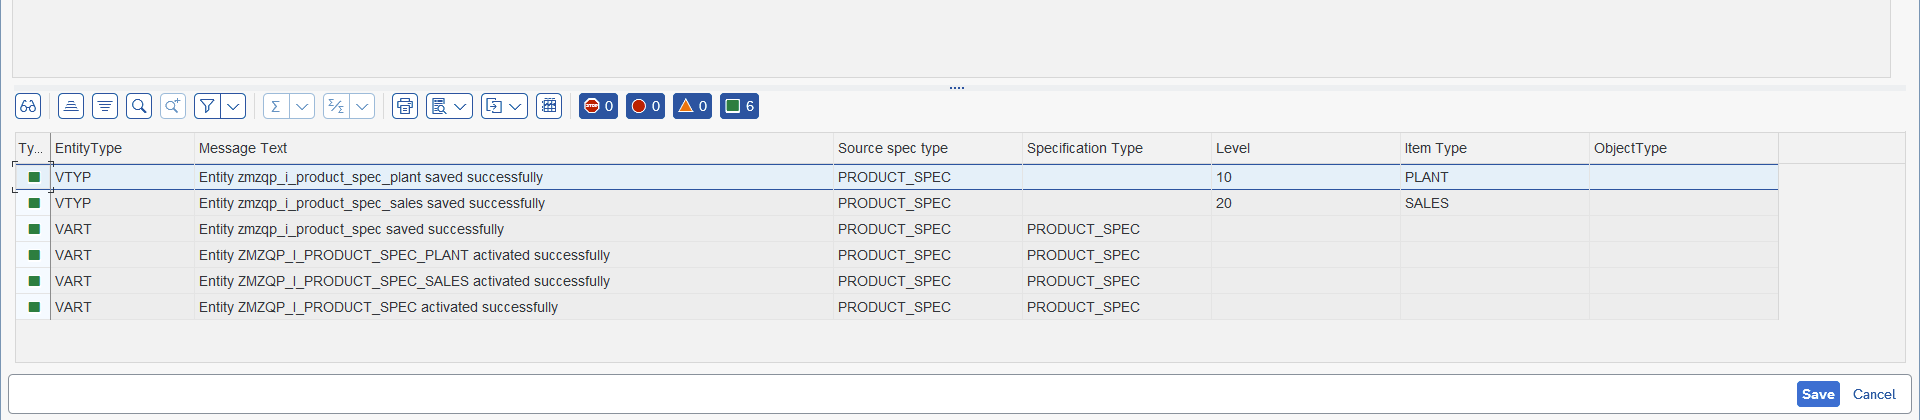 STOP 0 0 0 6
Ty... EntityType Message Text Source spec type Specification Type Level Item Type ObjectType
VTYP Entity zmzqp_i_product_spec_plant saved successfully PRODUCT_SPEC 10 PLANT
VTYP Entity zmzqp_i_product_spec_sales saved successfully PRODUCT_SPEC 20 SALES
VART Entity zmzqp_i_product_spec saved successfully PRODUCT_SPEC PRODUCT_SPEC
VART Entity ZMZQP_I_PRODUCT_SPEC_PLANT activated successfully PRODUCT_SPEC PRODUCT_SPEC
VART Entity ZMZQP_I_PRODUCT_SPEC_SALES activated successfully PRODUCT_SPEC PRODUCT_SPEC
VART Entity ZMZQP_I_PRODUCT_SPEC activated successfully PRODUCT_SPEC PRODUCT_SPEC
Save Cancel